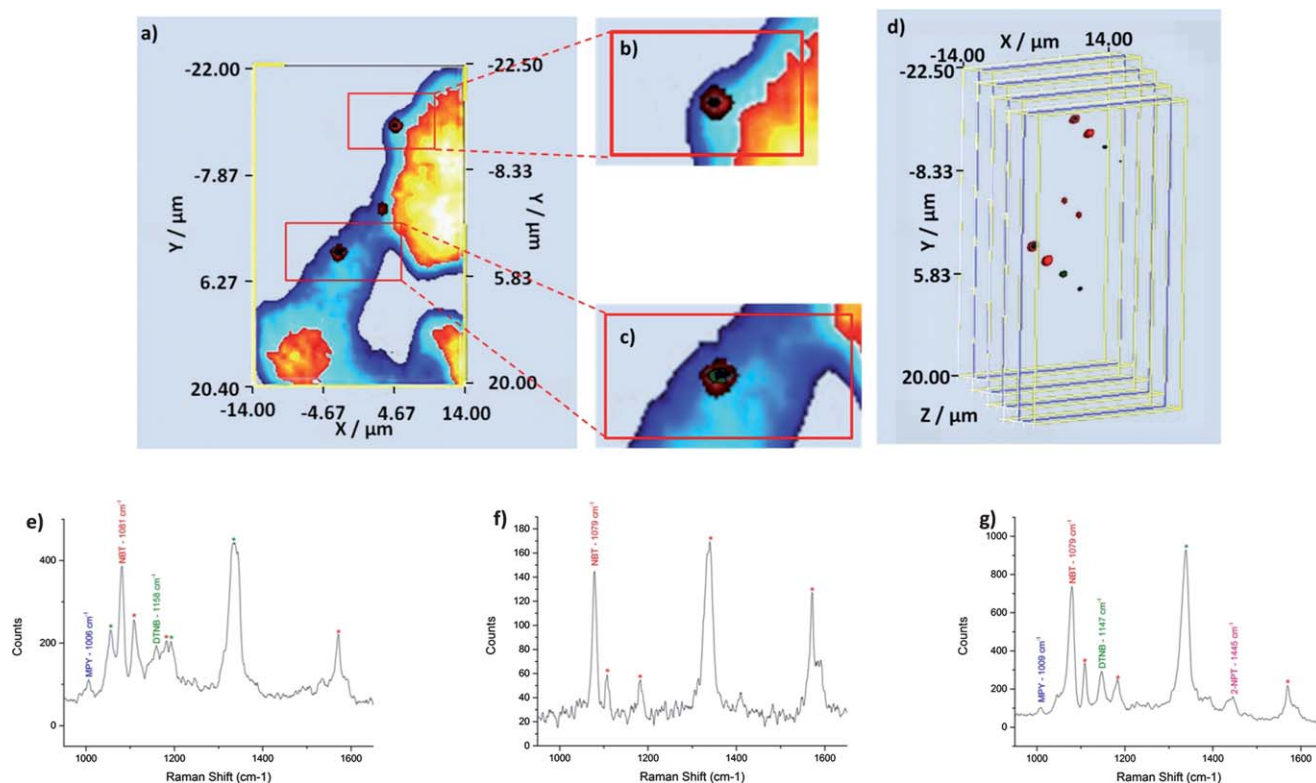 a)
-22.00
-7.87
6.27
20.40
Y / µm
-14.00
-4.67
4.67
14.00
X / µm
-22.50
-8.33
5.83
20.00
Y / µm
b)
c)
d)
X / µm
-14.00
14.00
-22.50
-8.33
5.83
20.00
Y / µm
Z / µm
e)
MPY - 1006 cm⁻¹
*
NBT - 1081 cm⁻¹
*
DTNB - 1158 cm⁻¹
* *
*
*
400
200
0
Counts
1000 1200 1400 1600
Raman Shift (cm-1)
f)
NBT - 1079 cm⁻¹
*
*
*
*
180
160
140
120
100
80
60
40
20
0
Counts
1000 1200 1400 1600
Raman Shift (cm-1)
g)
MPY - 1009 cm⁻¹
NBT - 1079 cm⁻¹
*
DTNB - 1147 cm⁻¹
*
*
2-NPT - 1445 cm⁻¹
*
1000
800
600
400
200
0
Counts
1000 1200 1400 1600
Raman Shift (cm-1)